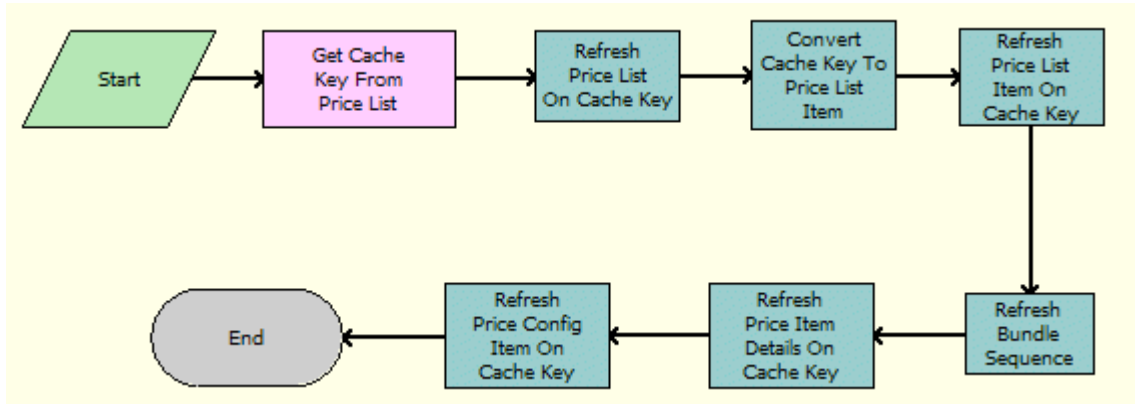 Start
Get Cache
Key From
Price List
Refresh
Price List
On Cache Key
Convert
Cache Key To
Price List
Item
Refresh
Price List
Item On
Cache Key
Refresh
Bundle
Sequence
Refresh
Price Item
Details On
Cache Key
Refresh
Price Config
Item On
Cache Key
End